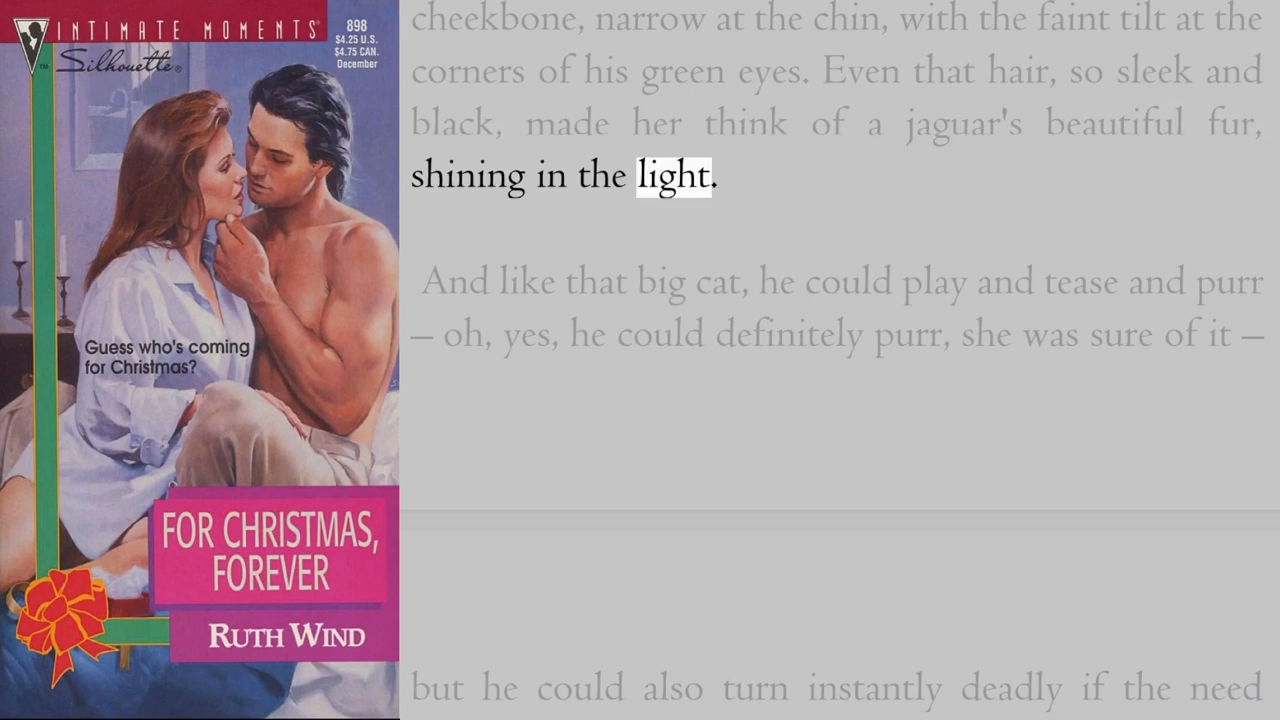 INTIMATE MOMENTS®
Silhouette®
TM
898
$4.25 U.S.
$4.75 CAN.
December
Guess who's coming
for Christmas?
FOR CHRISTMAS,
FOREVER
RUTH WIND
cheekbone, narrow at the chin, with the faint tilt at the
corners of his green eyes. Even that hair, so sleek and
black, made her think of a jaguar's beautiful fur,
shining in the light.
And like that big cat, he could play and tease and purr
– oh, yes, he could definitely purr, she was sure of it –
but he could also turn instantly deadly if the need